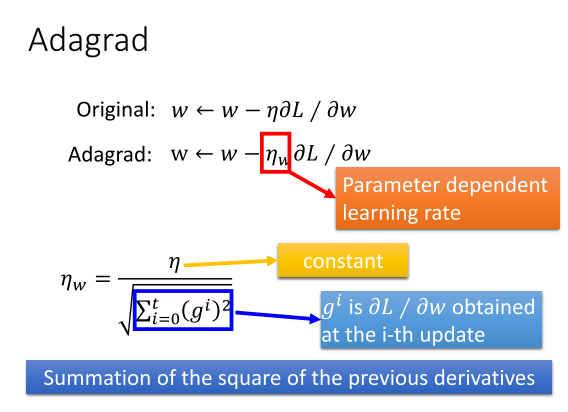 Adagrad
Original: w ← w − η∂L / ∂w
Adagrad: w ← w − η_w ∂L / ∂w
Parameter dependent
learning rate
η_w = η / √(∑_{i=0}^{t} (g^i)^2)
constant
g^i is ∂L / ∂w obtained
at the i-th update
Summation of the square of the previous derivatives